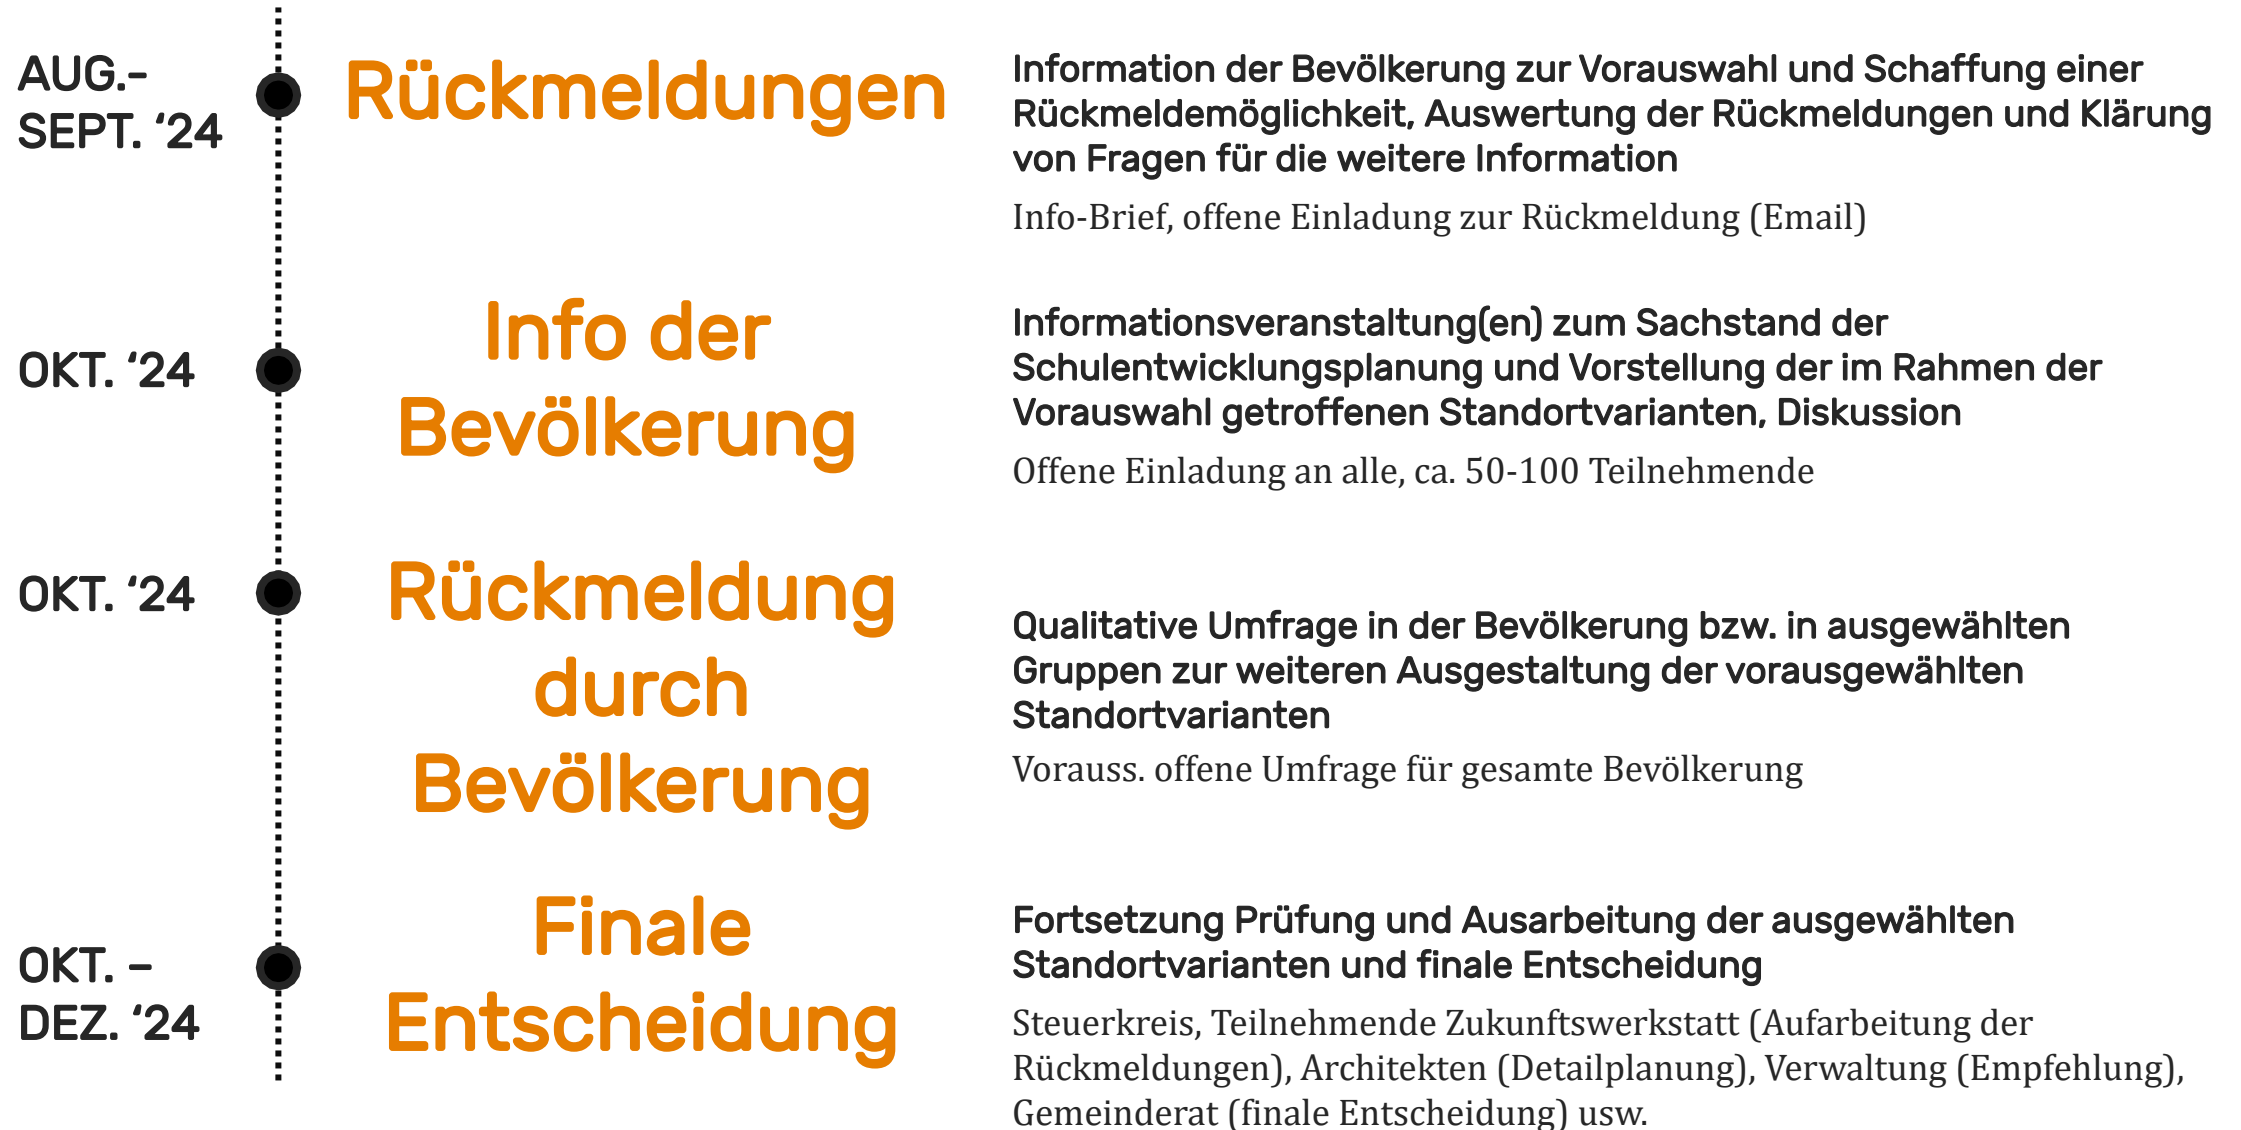 AUG.-
SEPT. ‘24
Rückmeldungen
Information der Bevölkerung zur Vorauswahl und Schaffung einer
Rückmeldemöglichkeit, Auswertung der Rückmeldungen und Klärung
von Fragen für die weitere Information
Info-Brief, offene Einladung zur Rückmeldung (Email)
OKT. ‘24
Info der
Bevölkerung
Informationsveranstaltung(en) zum Sachstand der
Schulentwicklungsplanung und Vorstellung der im Rahmen der
Vorauswahl getroffenen Standortvarianten, Diskussion
Offene Einladung an alle, ca. 50-100 Teilnehmende
OKT. ‘24
Rückmeldung
durch
Bevölkerung
Qualitative Umfrage in der Bevölkerung bzw. in ausgewählten
Gruppen zur weiteren Ausgestaltung der vorausgewählten
Standortvarianten
Vorauss. offene Umfrage für gesamte Bevölkerung
OKT. –
DEZ. ‘24
Finale
Entscheidung
Fortsetzung Prüfung und Ausarbeitung der ausgewählten
Standortvarianten und finale Entscheidung
Steuerkreis, Teilnehmende Zukunftswerkstatt (Aufarbeitung der
Rückmeldungen), Architekten (Detailplanung), Verwaltung (Empfehlung),
Gemeinderat (finale Entscheidung) usw.